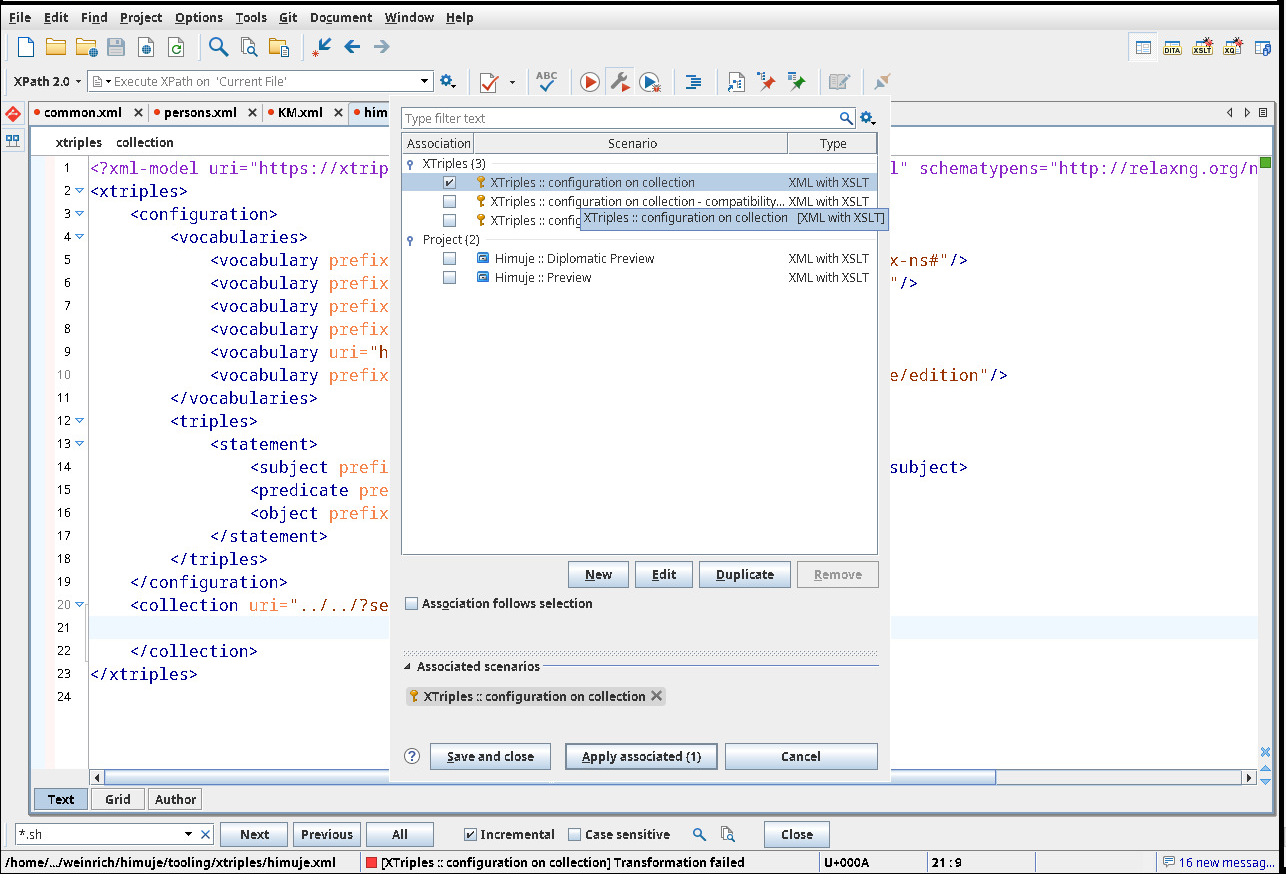 File Edit Find Project Options Tools Git Document Window Help
DITA XSLT XQ
XPath 2.0 Execute XPath on 'Current File' ABC
common.xml persons.xml KM.xml him
Type filter text
xtriples collection
Association Scenario Type
XTriples (3)
XTriples :: configuration on collection XML with XSLT
XTriples :: configuration on collection - compatibility... XML with XSLT
XTriples :: config
XTriples :: configuration on collection [XML with XSLT]
Project (2)
Himuje :: Diplomatic Preview XML with XSLT
Himuje :: Preview XML with XSLT
1 <?xml-model uri="https://xtrip l" schematypens="http://relaxng.org/n
2 <xtriples>
3 <configuration>
4 <vocabularies>
5 <vocabulary prefix x-ns#"/>
6 <vocabulary prefix "/>
7 <vocabulary prefix
8 <vocabulary prefix
9 <vocabulary uri="h
10 <vocabulary prefix e/edition"/>
11 </vocabularies>
12 <triples>
13 <statement>
14 <subject prefi subject>
15 <predicate pre
16 <object prefix
17 </statement>
18 </triples>
19 </configuration>
20 <collection uri="../../?se
21
22 </collection>
23 </xtriples>
24
New Edit Duplicate Remove
Association follows selection
Associated scenarios
XTriples :: configuration on collection
? Save and close Apply associated (1) Cancel
Text Grid Author
*.sh Next Previous All Incremental Case sensitive Close
/home/.../weinrich/himuje/tooling/xtriples/himuje.xml [XTriples :: configuration on collection] Transformation failed U+000A 21 : 9 16 new messag...